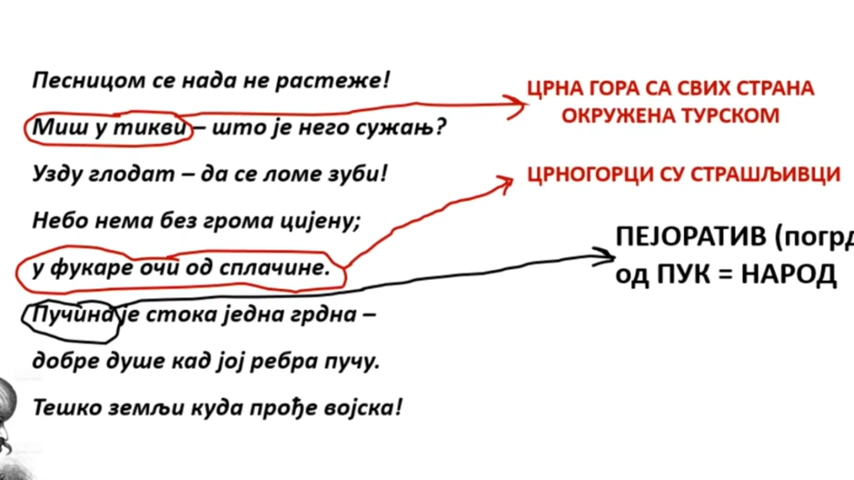 Песницом се нада не растеже!
Миш у тикви – што је него сужањ?
Узду глодат – да се ломе зуби!
Небо нема без грома цијену;
у фукаре очи од сплачине.
Пучина је стока једна грдна –
добре душе кад јој ребра пучу.
Тешко земљи куда прође војска!
ЦРНА ГОРА СА СВИХ СТРАНА
ОКРУЖЕНА ТУРСКОМ
ЦРНОГОРЦИ СУ СТРАШЉИВЦИ
ПЕЈОРАТИВ (погрд
од ПУК = НАРОД